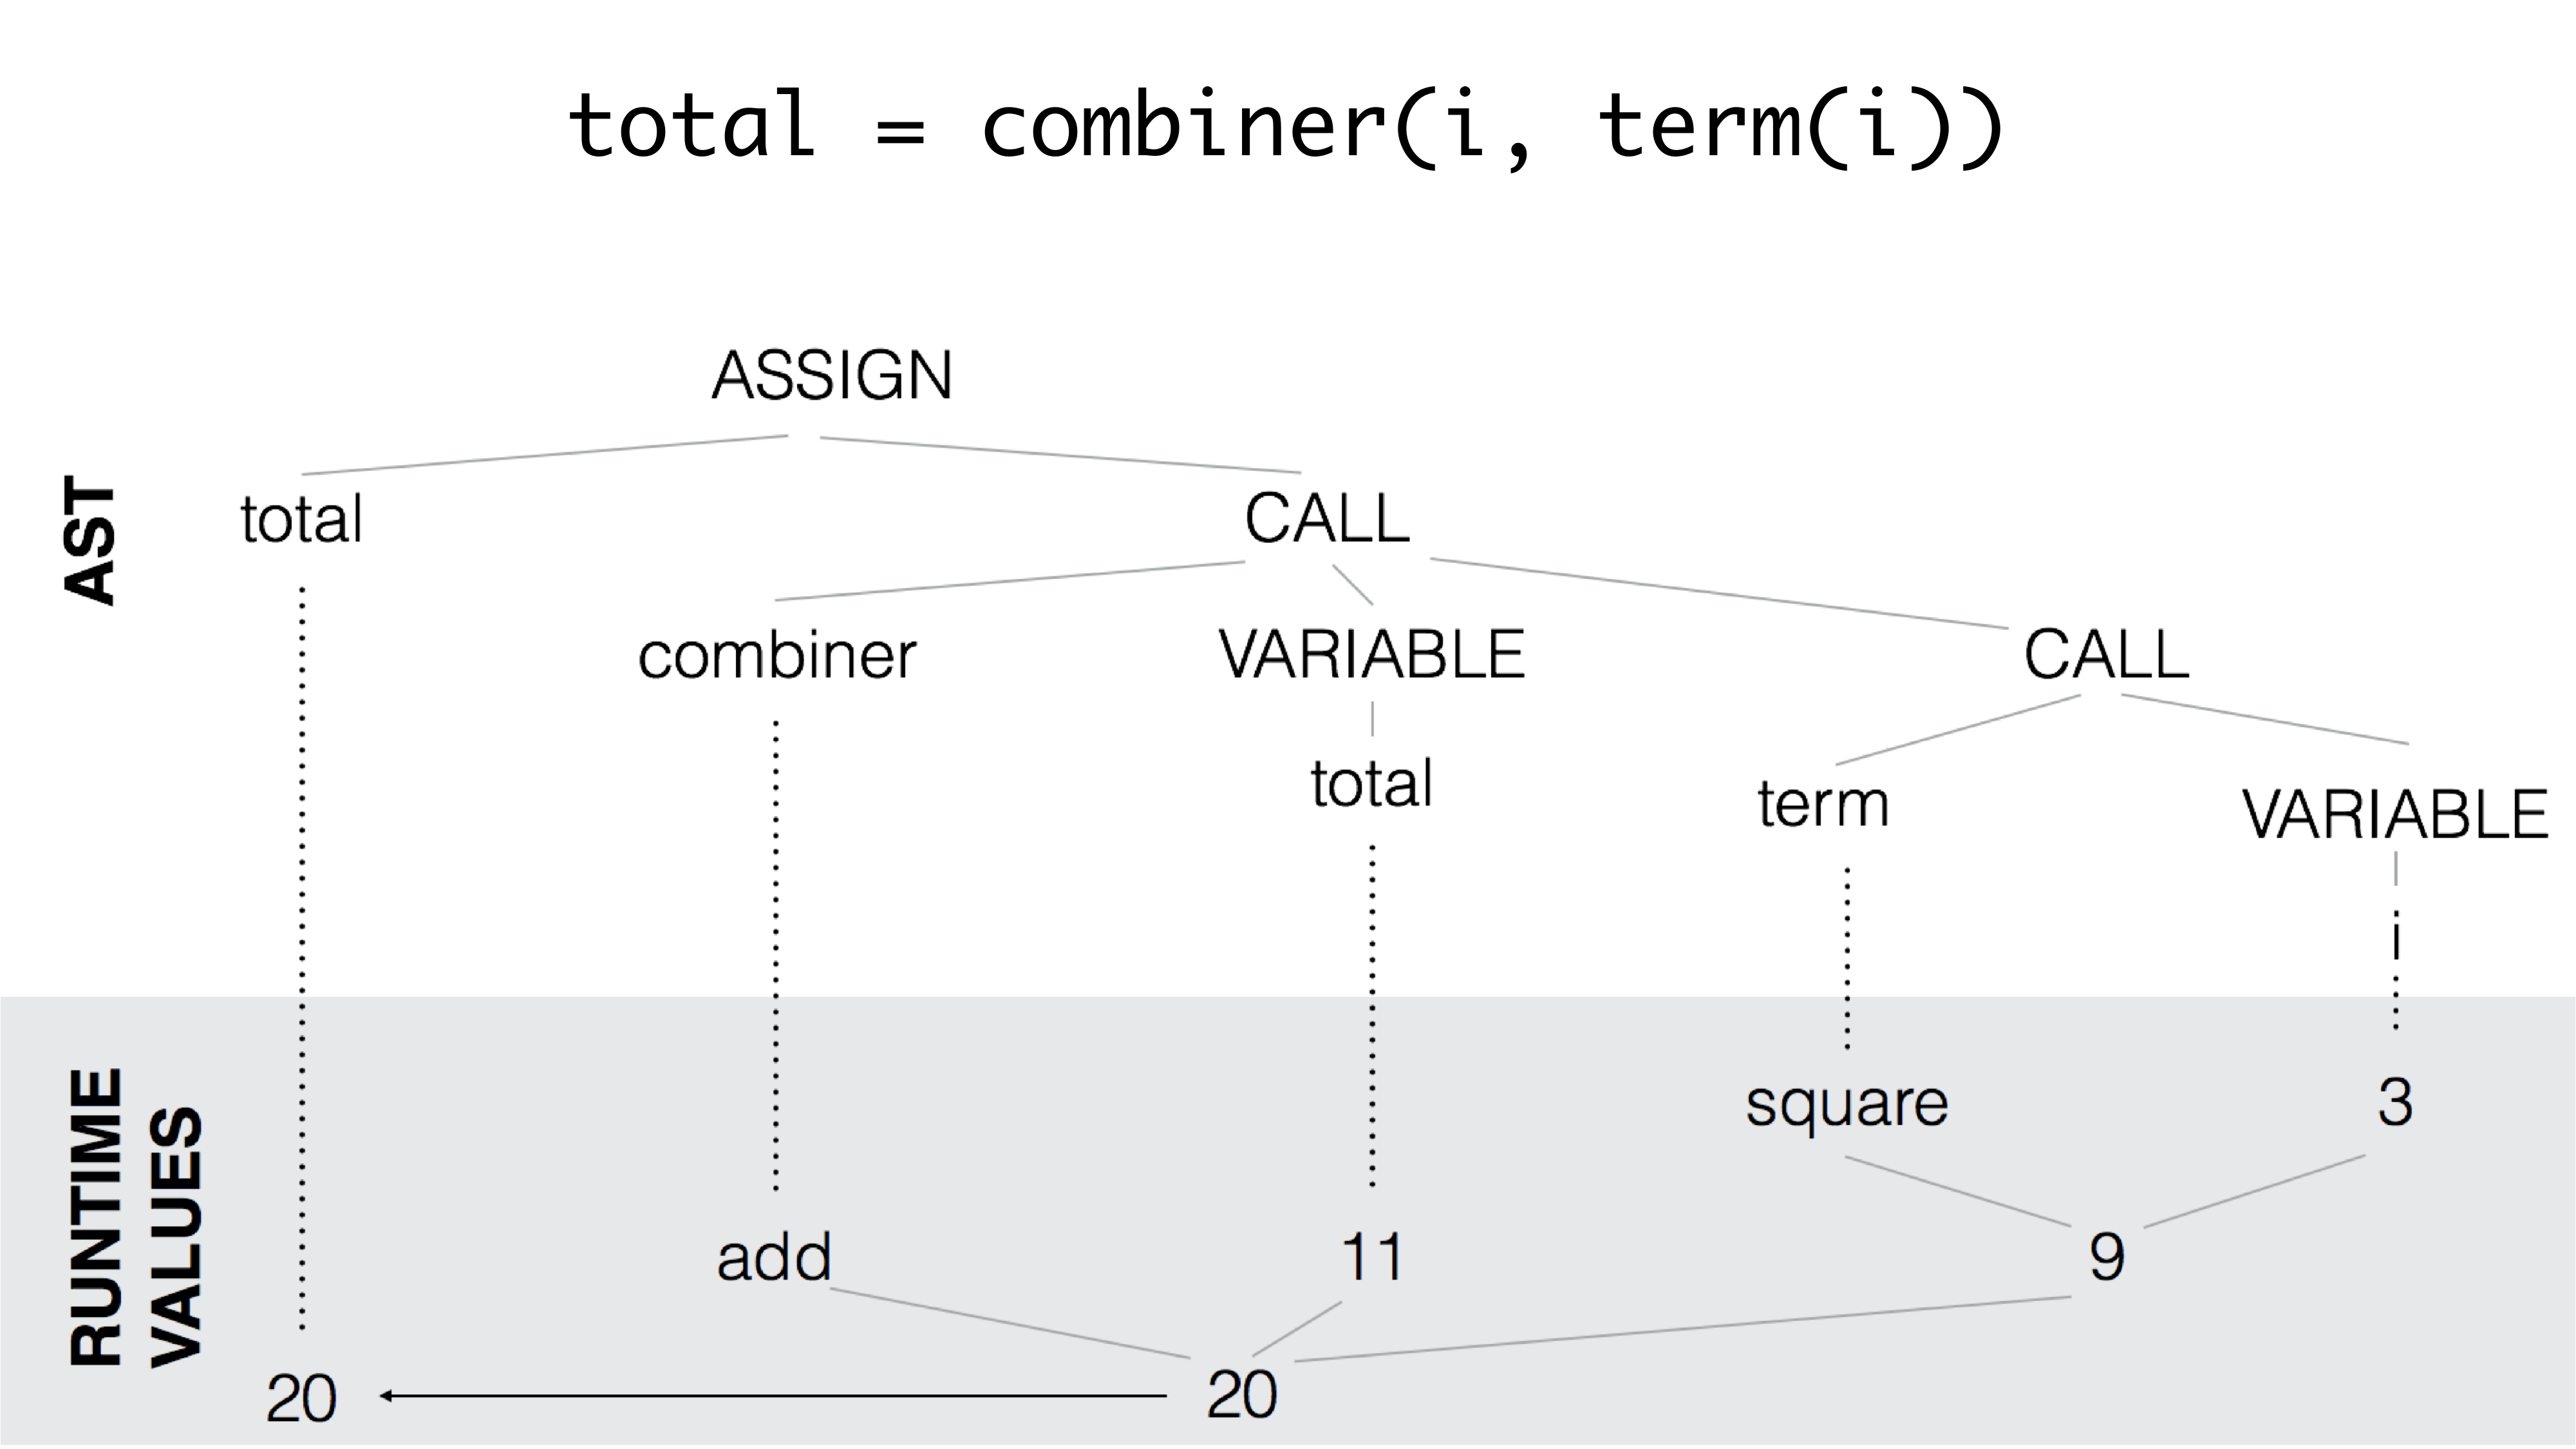 total = combiner(i, term(i))
ASSIGN
AST
total
CALL
combiner
VARIABLE
CALL
total
term
VARIABLE
i
RUNTIME
VALUES
square
3
add
11
9
20
20